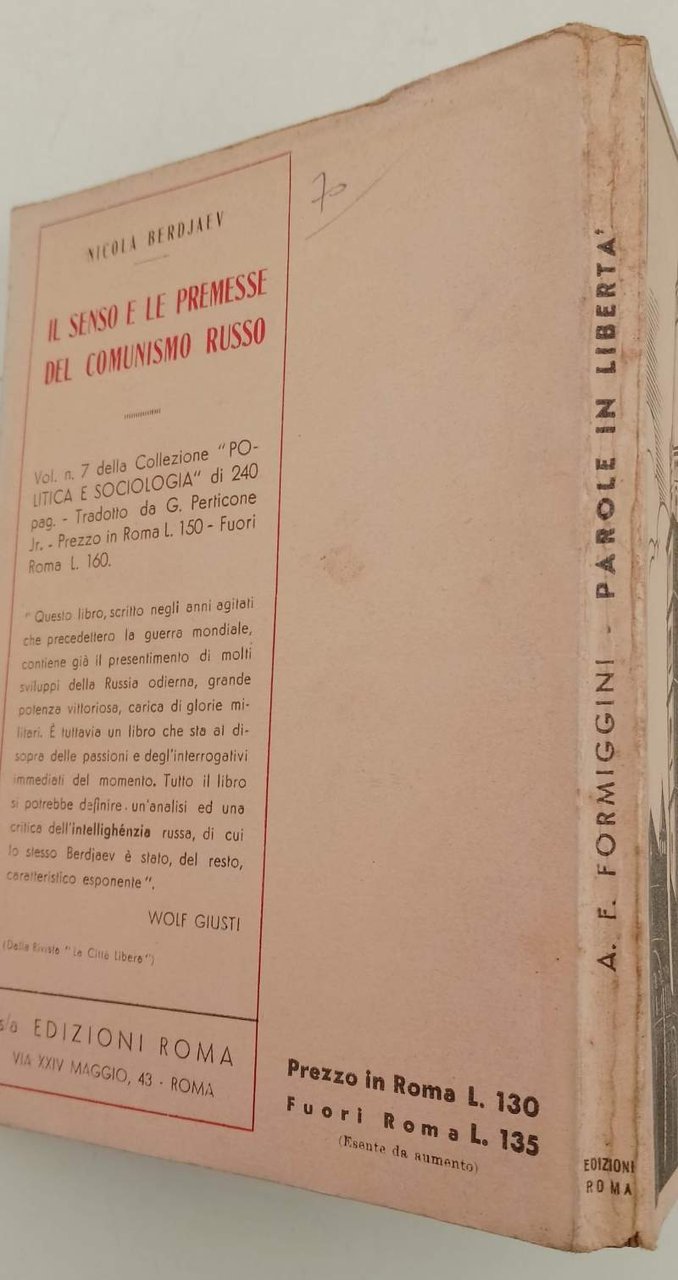 NICOLA BERDJAEV
IL SENSO E LE PREMESSE
DEL COMUNISMO RUSSO
Vol. n. 7 della Collezione "PO-
LITICA E SOCIOLOGIA" di 240
pag. - Tradotto da G. Perticone
Jr. - Prezzo in Roma L. 150 - Fuori
Roma L. 160.
" Questo libro, scritto negli anni agitati
che precedettero la guerra mondiale,
contiene già il presentimento di molti
sviluppi della Russia odierna, grande
potenza vittoriosa, carica di glorie mi-
litari. É tuttavia un libro che sta al di-
sopra delle passioni e degl'interrogativi
immediati del momento. Tutto il libro
si potrebbe definire un'analisi ed una
critica dell'intellighénzia russa, di cui
lo stesso Berdjaev è stato, del resto,
caratteristico esponente ".
WOLF GIUSTI
(Dalla Rivista " La Città Libera ")
s/a EDIZIONI ROMA
VIA XXIV MAGGIO, 43 - ROMA
70
Prezzo in Roma L. 130
Fuori Roma L. 135
(Esente da aumento)
A. F. FORMIGGINI - PAROLE IN LIBERTA'
EDIZIONI
ROMA